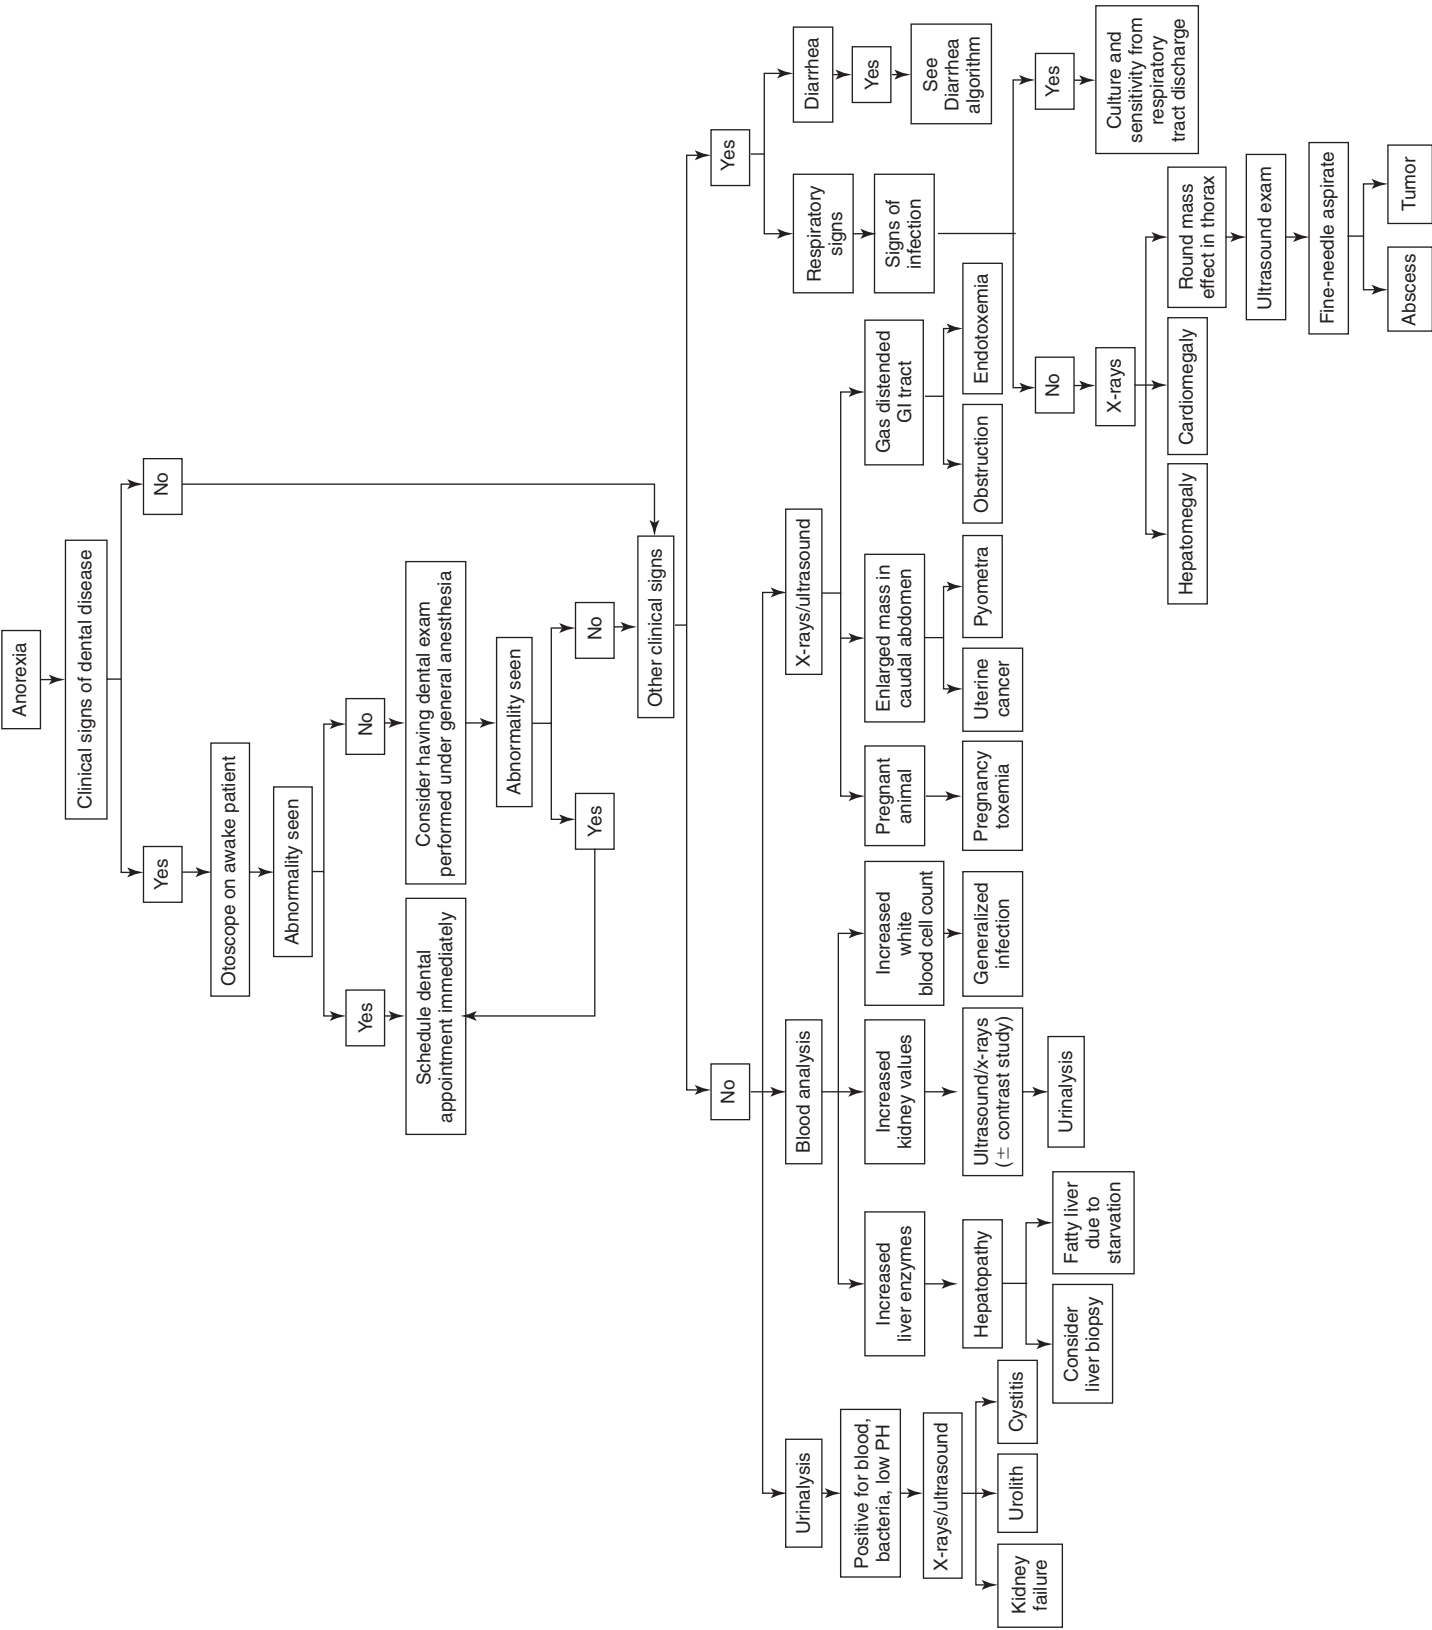 Anorexia
Clinical signs of dental disease
Yes
No
Otoscope on awake patient
Abnormality seen
Yes
No
Schedule dental
appointment immediately
Consider having dental exam
performed under general anesthesia
Abnormality seen
Yes
No
Other clinical signs
No
Yes
Urinalysis
Blood analysis
X-rays/ultrasound
Respiratory
signs
Diarrhea
Positive for blood,
bacteria, low PH
Increased
liver enzymes
Increased
kidney values
Increased
white
blood cell count
Pregnant
animal
Enlarged mass in
caudal abdomen
Gas distended
GI tract
Signs of
infection
Yes
X-rays/ultrasound
Hepatopathy
Ultrasound/x-rays
(± contrast study)
Generalized
infection
Pregnancy
toxemia
Uterine
cancer
Pyometra
Obstruction
Endotoxemia
See
Diarrhea
algorithm
Kidney
failure
Urolith
Cystitis
Consider
liver biopsy
Fatty liver
due to
starvation
Urinalysis
No
Yes
X-rays
Culture and
sensitivity from
respiratory
tract discharge
Hepatomegaly
Cardiomegaly
Round mass
effect in thorax
Ultrasound exam
Fine-needle aspirate
Abscess
Tumor